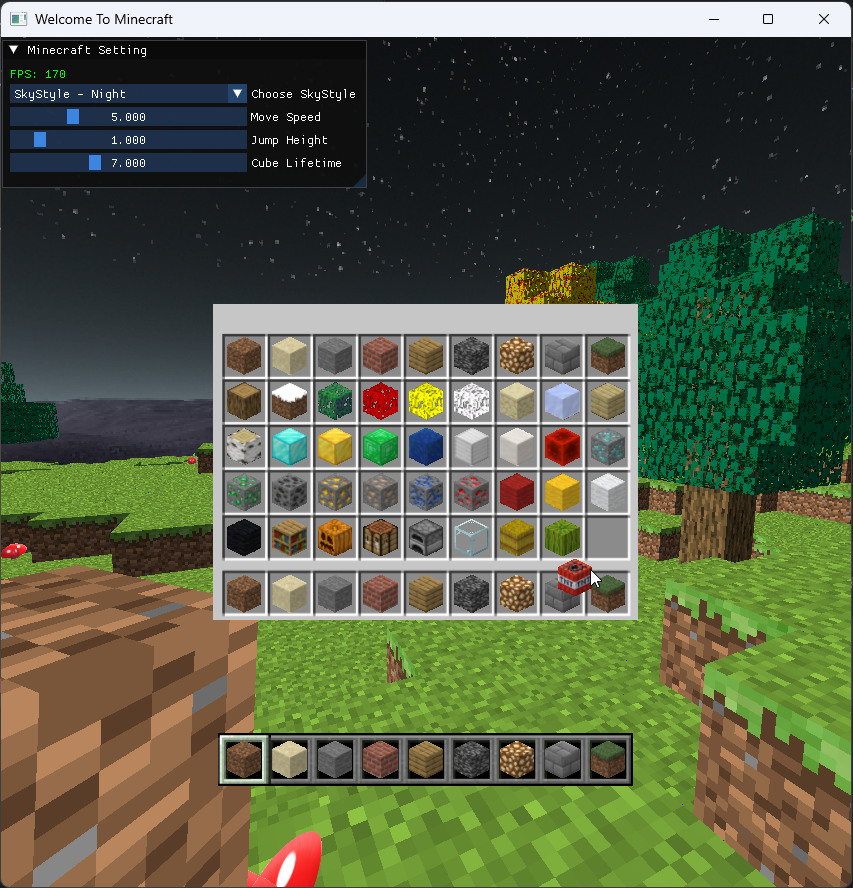 Welcome To Minecraft
▼ Minecraft Setting
FPS: 170
SkyStyle - Night ▼ Choose SkyStyle
5.000 Move Speed
1.000 Jump Height
7.000 Cube Lifetime